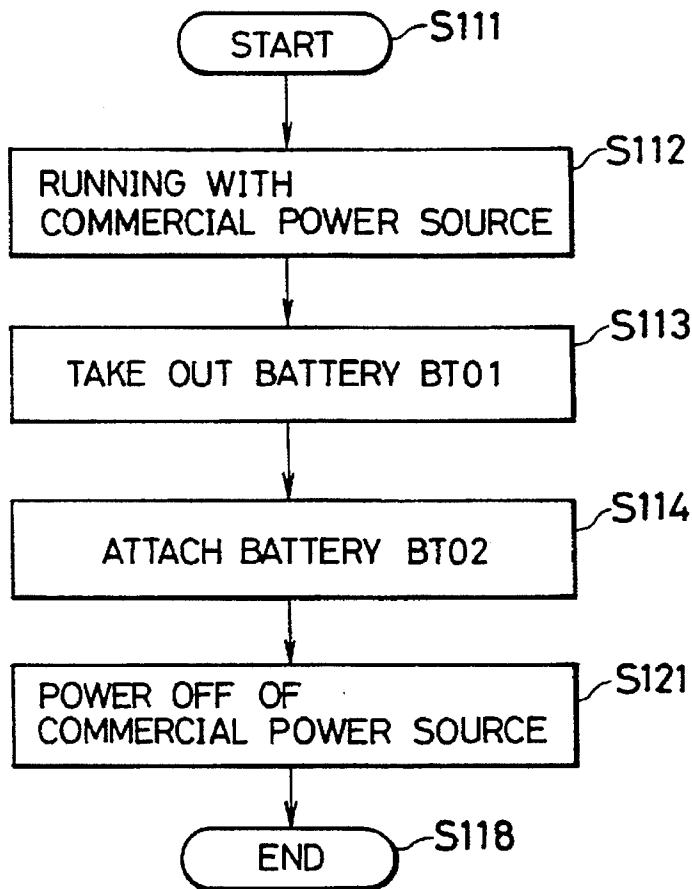 START
S111
S112
RUNNING WITH
COMMERCIAL POWER SOURCE
S113
TAKE OUT BATTERY BT01
S114
ATTACH BATTERY BT02
S121
POWER OFF OF
COMMERCIAL POWER SOURCE
S118
END